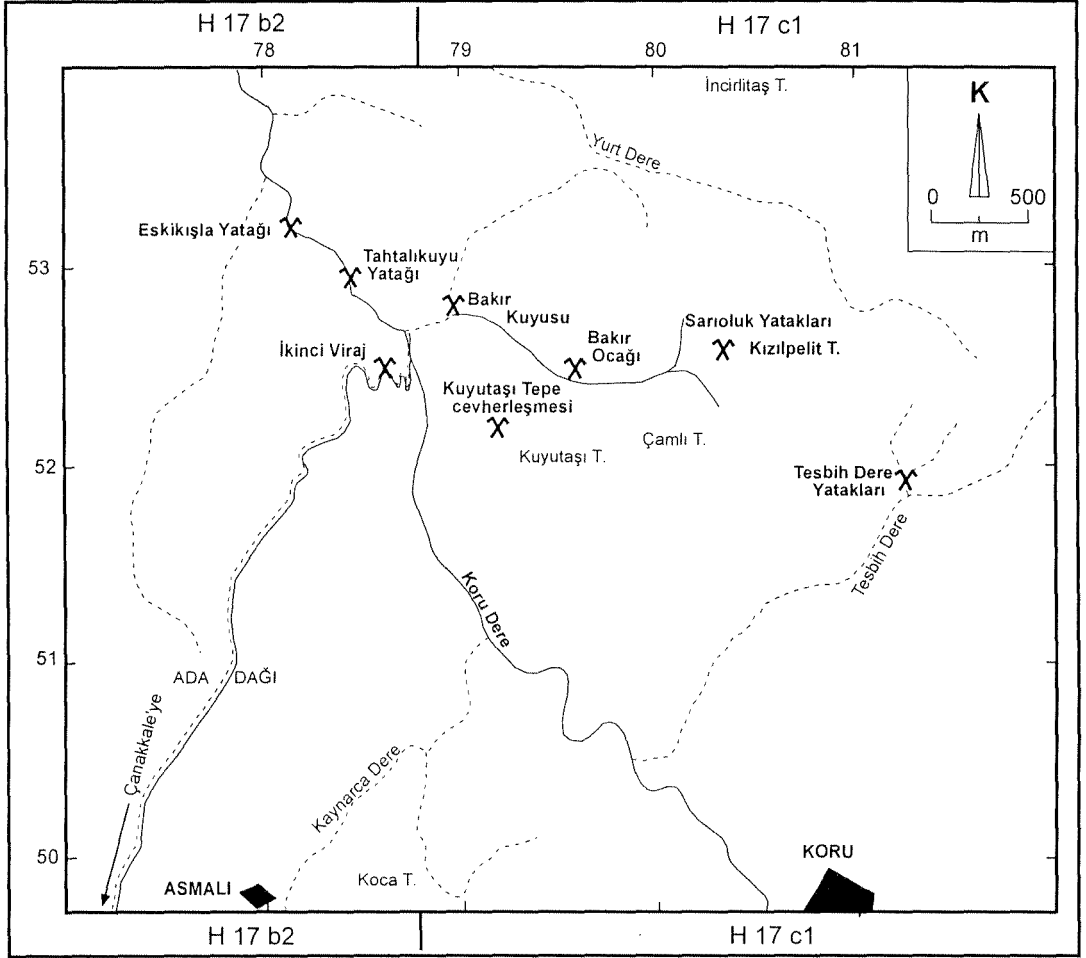 H 17 b2
H 17 c1
78
79
80
81
İncirlitaş T.
K
Yurt Dere
0
500
m
Eskikışla Yatağı
Tahtalıkuyu
Yatağı
53
Bakır
Kuyusu
Sarıoluk Yatakları
İkinci Viraj
Bakır
Ocağı
Kızılpelit T.
Kuyutaşı Tepe
cevherleşmesi
Çamlı T.
Kuyutaşı T.
52
Tesbih Dere
Yatakları
Tesbih Dere
Koru Dere
51
ADA DAĞI
Çanakkale'ye
Kaynarca Dere
50
KORU
Koca T.
ASMALI
H 17 b2
H 17 c1